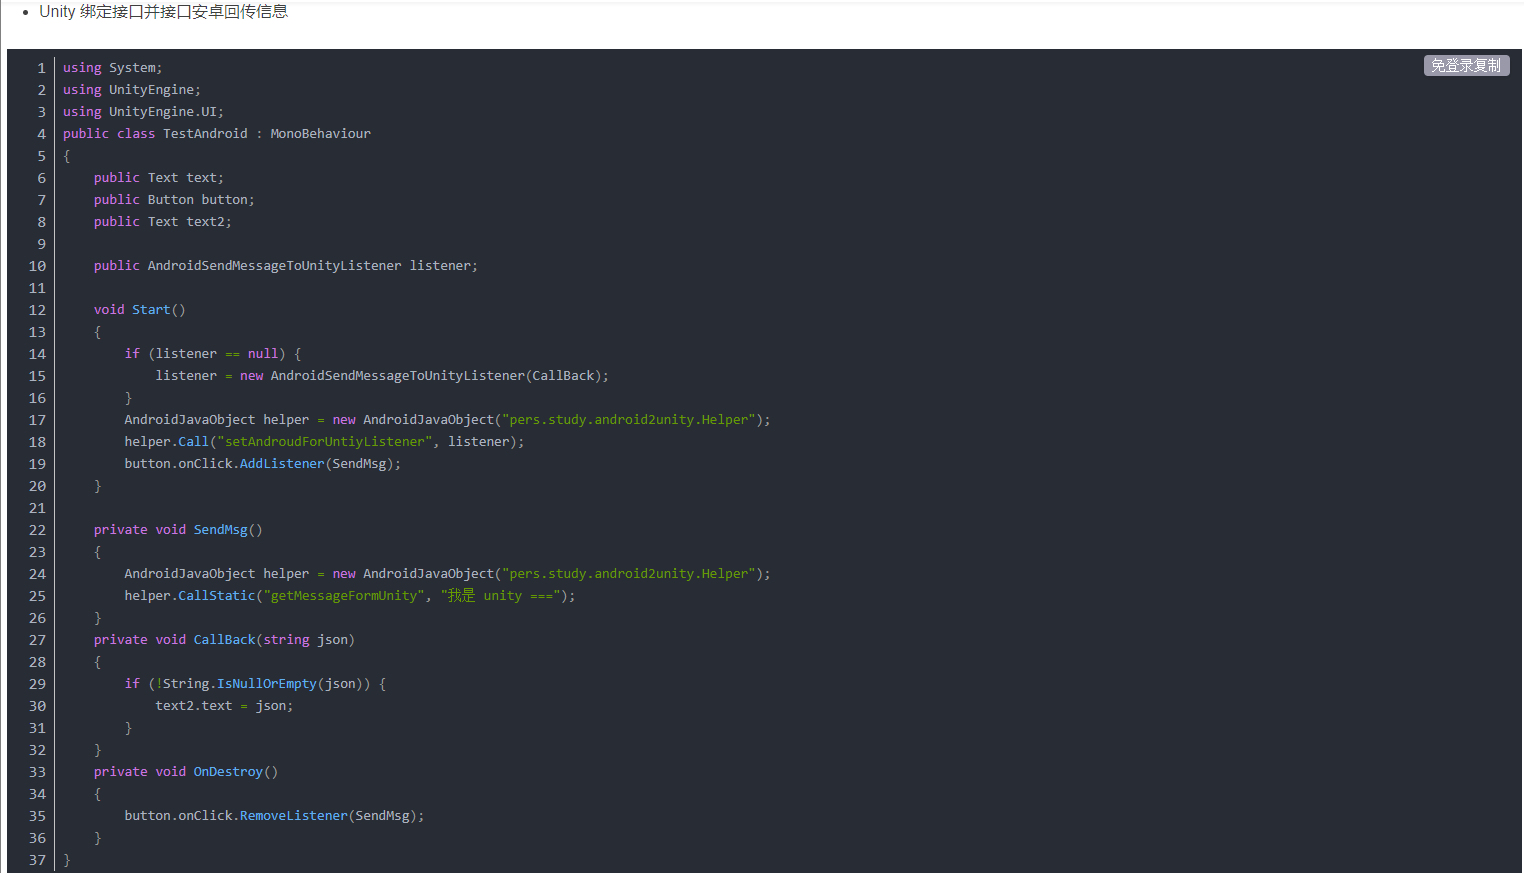 Unity 绑定接口并接口安卓回传信息
免登录复制
1 using System;
2 using UnityEngine;
3 using UnityEngine.UI;
4 public class TestAndroid : MonoBehaviour
5 {
6     public Text text;
7     public Button button;
8     public Text text2;
9
10     public AndroidSendMessageToUnityListener listener;
11
12     void Start()
13     {
14         if (listener == null) {
15             listener = new AndroidSendMessageToUnityListener(CallBack);
16         }
17         AndroidJavaObject helper = new AndroidJavaObject("pers.study.android2unity.Helper");
18         helper.Call("setAndroudForUntiyListener", listener);
19         button.onClick.AddListener(SendMsg);
20     }
21
22     private void SendMsg()
23     {
24         AndroidJavaObject helper = new AndroidJavaObject("pers.study.android2unity.Helper");
25         helper.CallStatic("getMessageFormUnity", "我是 unity ===");
26     }
27     private void CallBack(string json)
28     {
29         if (!String.IsNullOrEmpty(json)) {
30             text2.text = json;
31         }
32     }
33     private void OnDestroy()
34     {
35         button.onClick.RemoveListener(SendMsg);
36     }
37 }